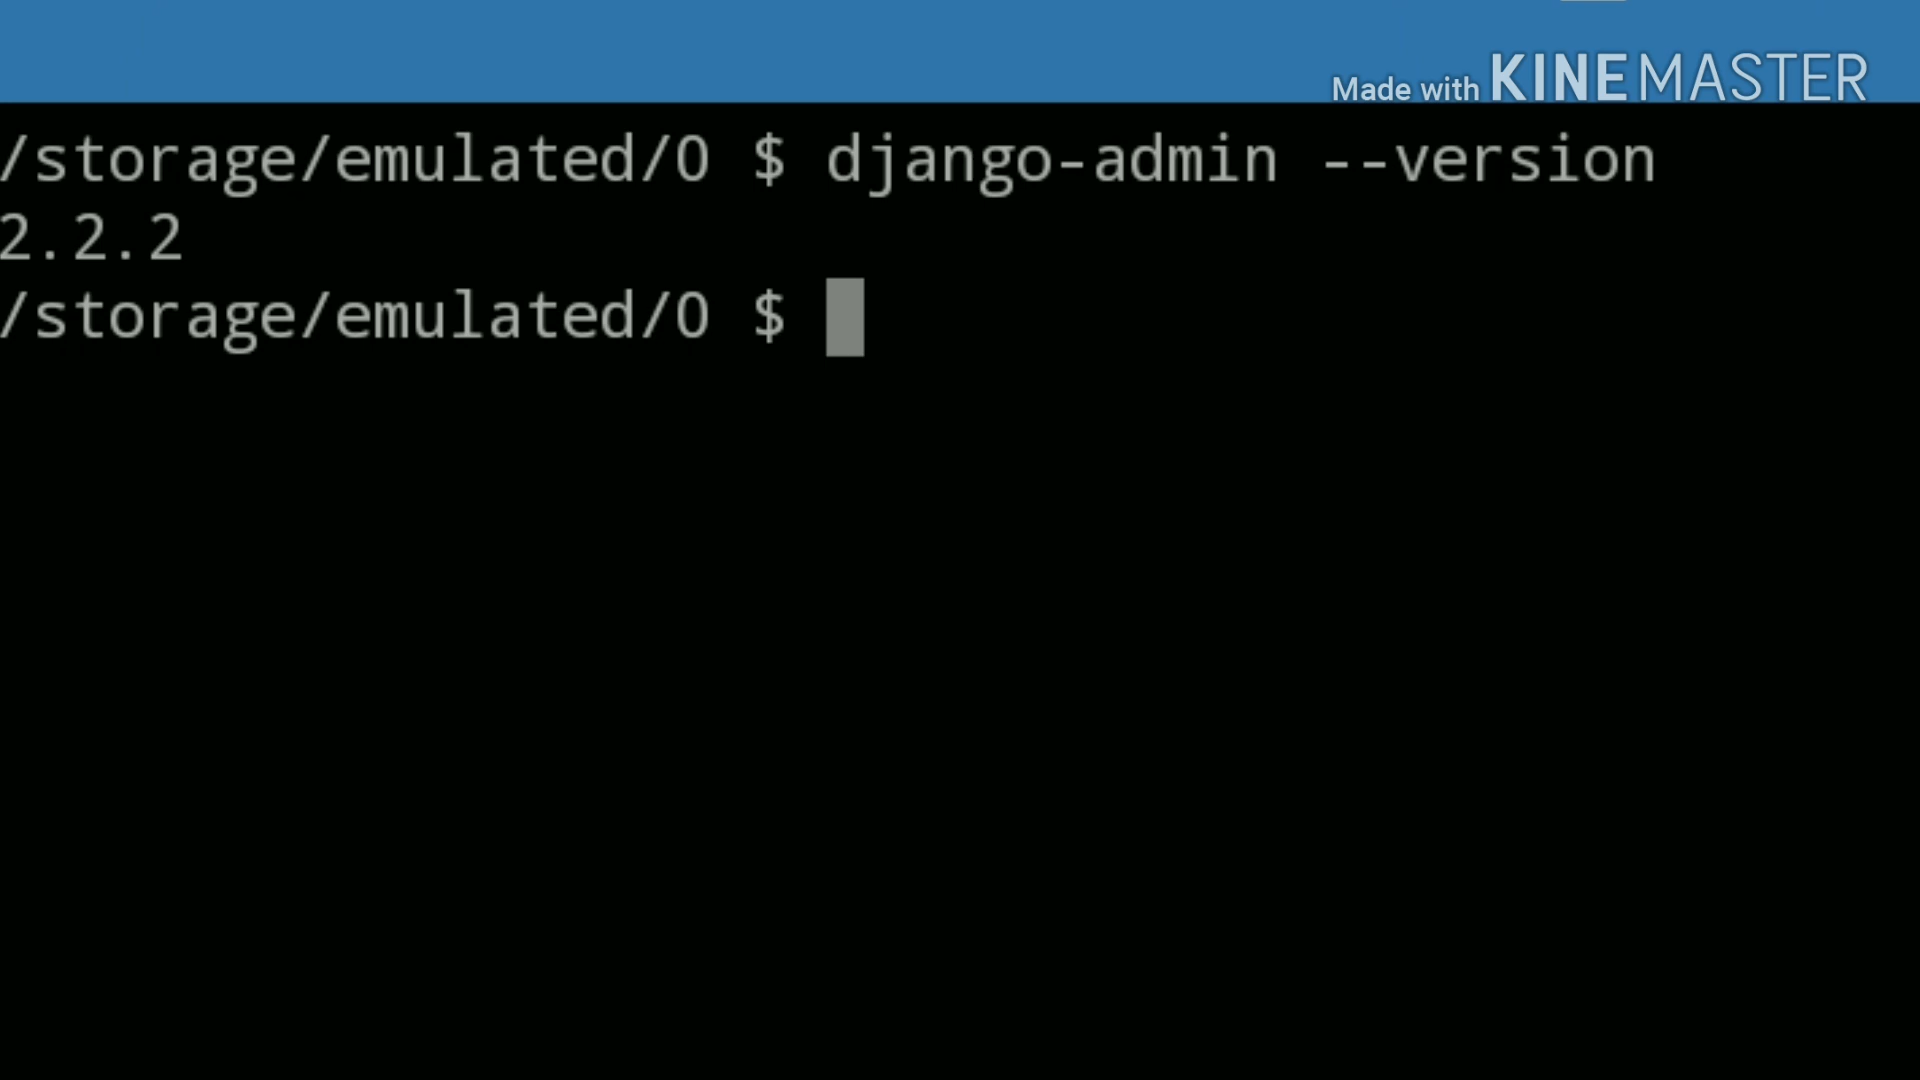 Made with KINEMASTER
/storage/emulated/0 $ django-admin --version
2.2.2
/storage/emulated/0 $